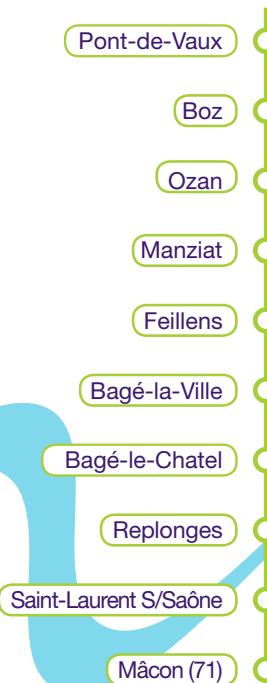 Pont-de-Vaux
Boz
Ozan
Manziat
Feillens
Bagé-la-Ville
Bagé-le-Chatel
Replonges
Saint-Laurent S/Saône
Mâcon (71)